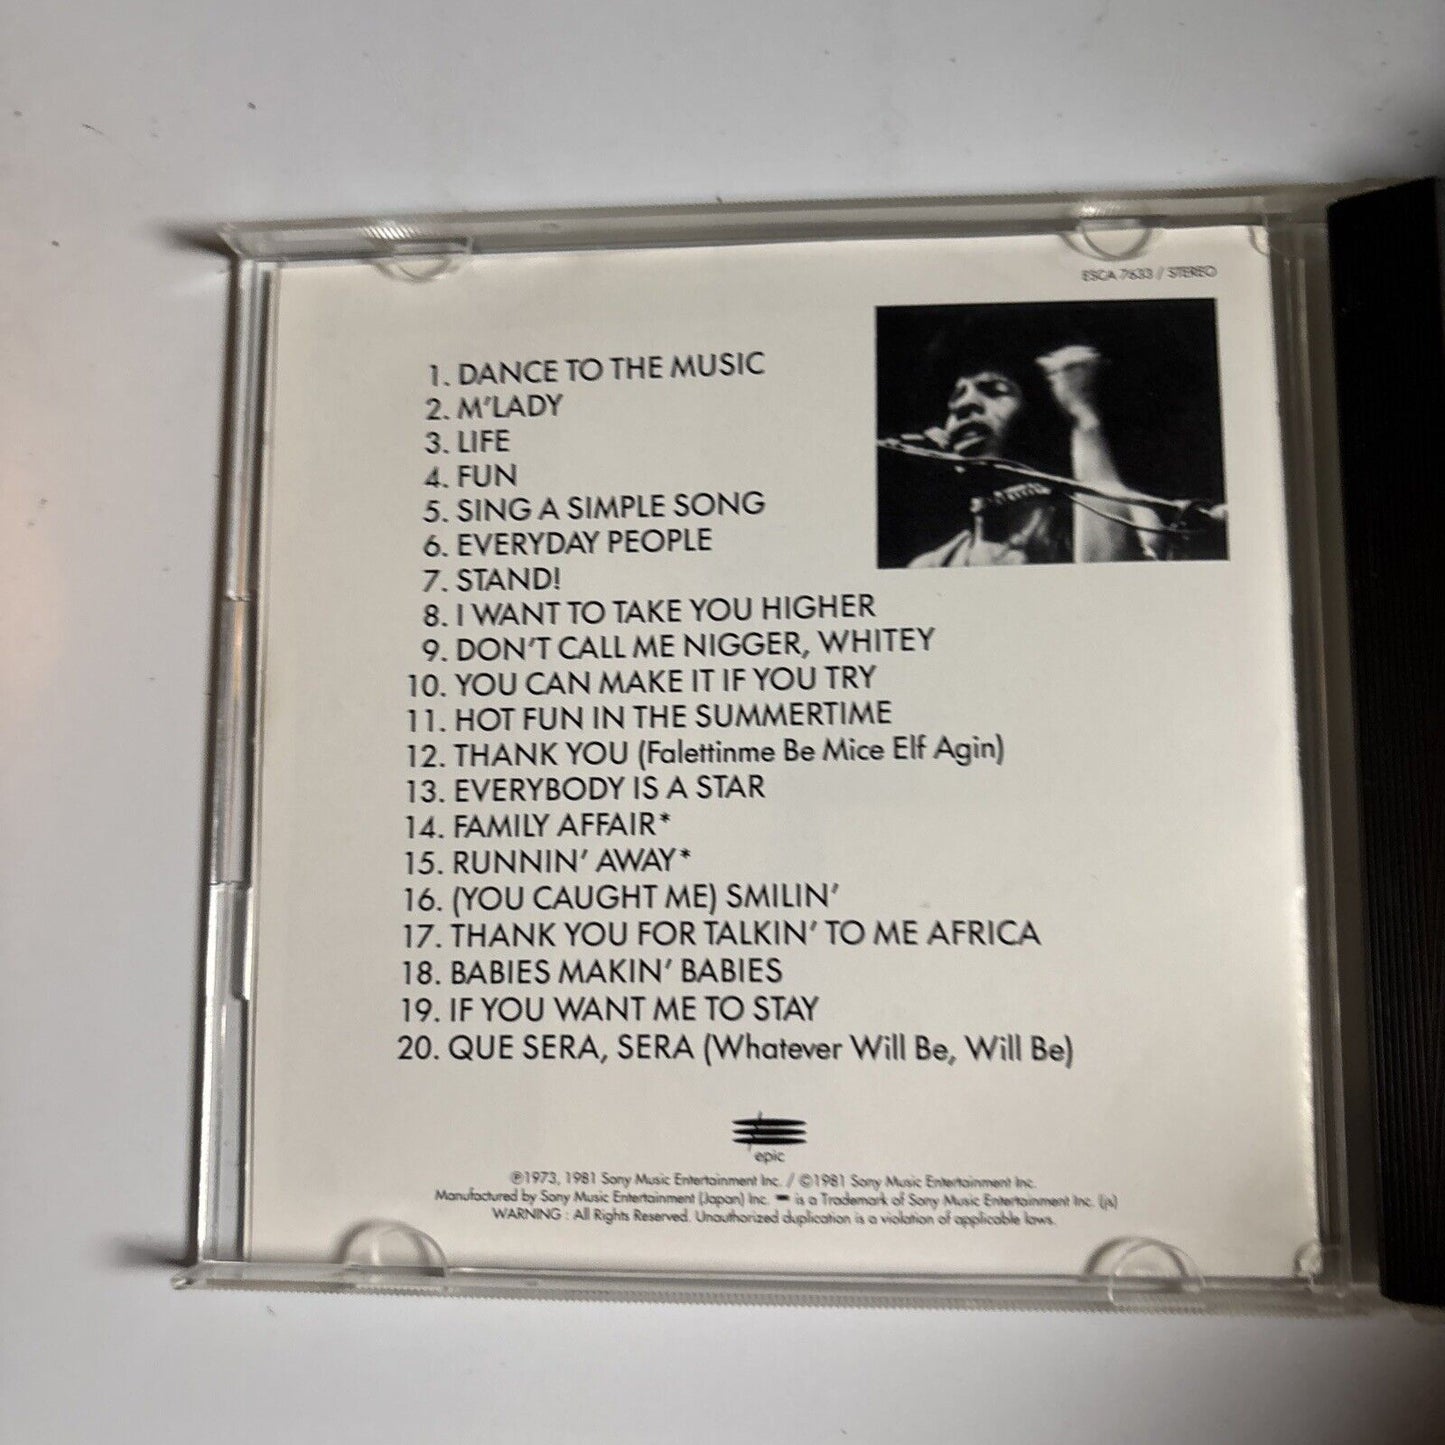 ESCA 7633 / STEREO
1. DANCE TO THE MUSIC
2. M'LADY
3. LIFE
4. FUN
5. SING A SIMPLE SONG
6. EVERYDAY PEOPLE
7. STAND!
8. I WANT TO TAKE YOU HIGHER
9. DON'T CALL ME NIGGER, WHITEY
10. YOU CAN MAKE IT IF YOU TRY
11. HOT FUN IN THE SUMMERTIME
12. THANK YOU (Falettinme Be Mice Elf Agin)
13. EVERYBODY IS A STAR
14. FAMILY AFFAIR*
15. RUNNIN' AWAY*
16. (YOU CAUGHT ME) SMILIN'
17. THANK YOU FOR TALKIN' TO ME AFRICA
18. BABIES MAKIN' BABIES
19. IF YOU WANT ME TO STAY
20. QUE SERA, SERA (Whatever Will Be, Will Be)
epic
℗1973, 1981 Sony Music Entertainment Inc. / ©1981 Sony Music Entertainment Inc.
Manufactured by Sony Music Entertainment (Japan) Inc. is a Trademark of Sony Music Entertainment Inc.
WARNING : All Rights Reserved. Unauthorized duplication is a violation of applicable laws.